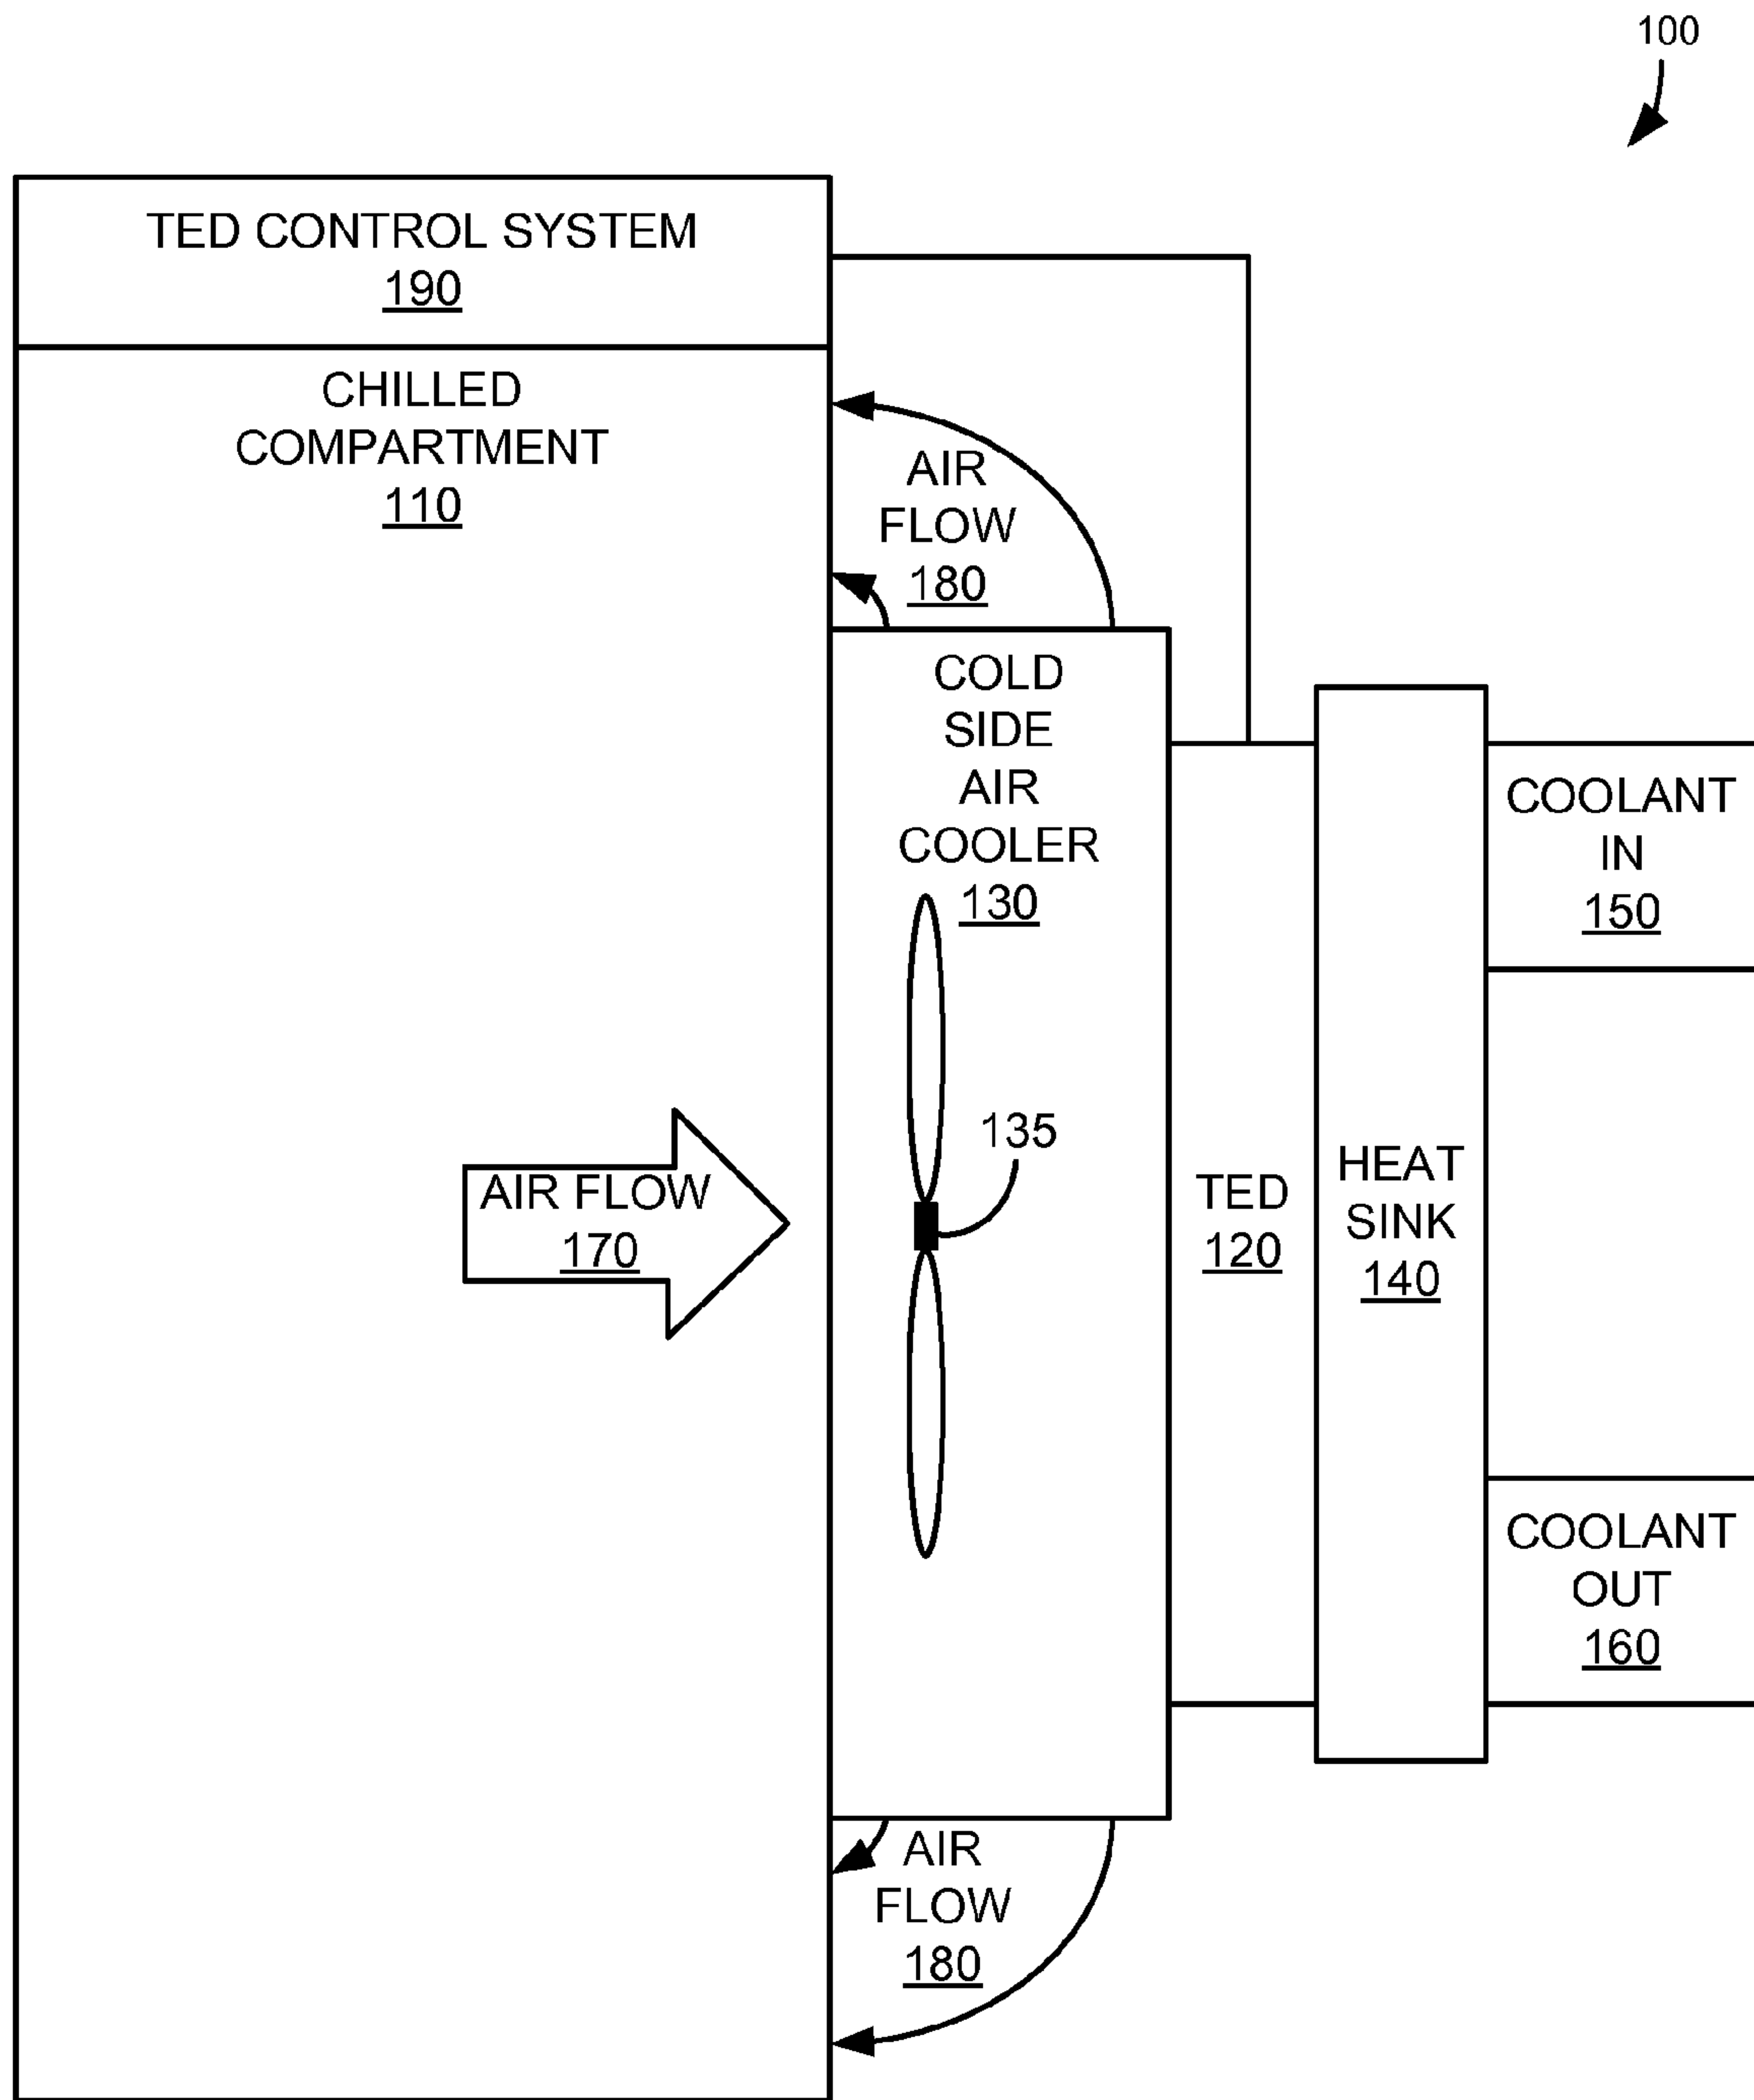 100
TED CONTROL SYSTEM
190
CHILLED
COMPARTMENT
110
AIR
FLOW
180
COLD
SIDE
AIR
COOLER
130
COOLANT
IN
150
135
AIR FLOW
170
TED
120
HEAT
SINK
140
COOLANT
OUT
160
AIR
FLOW
180